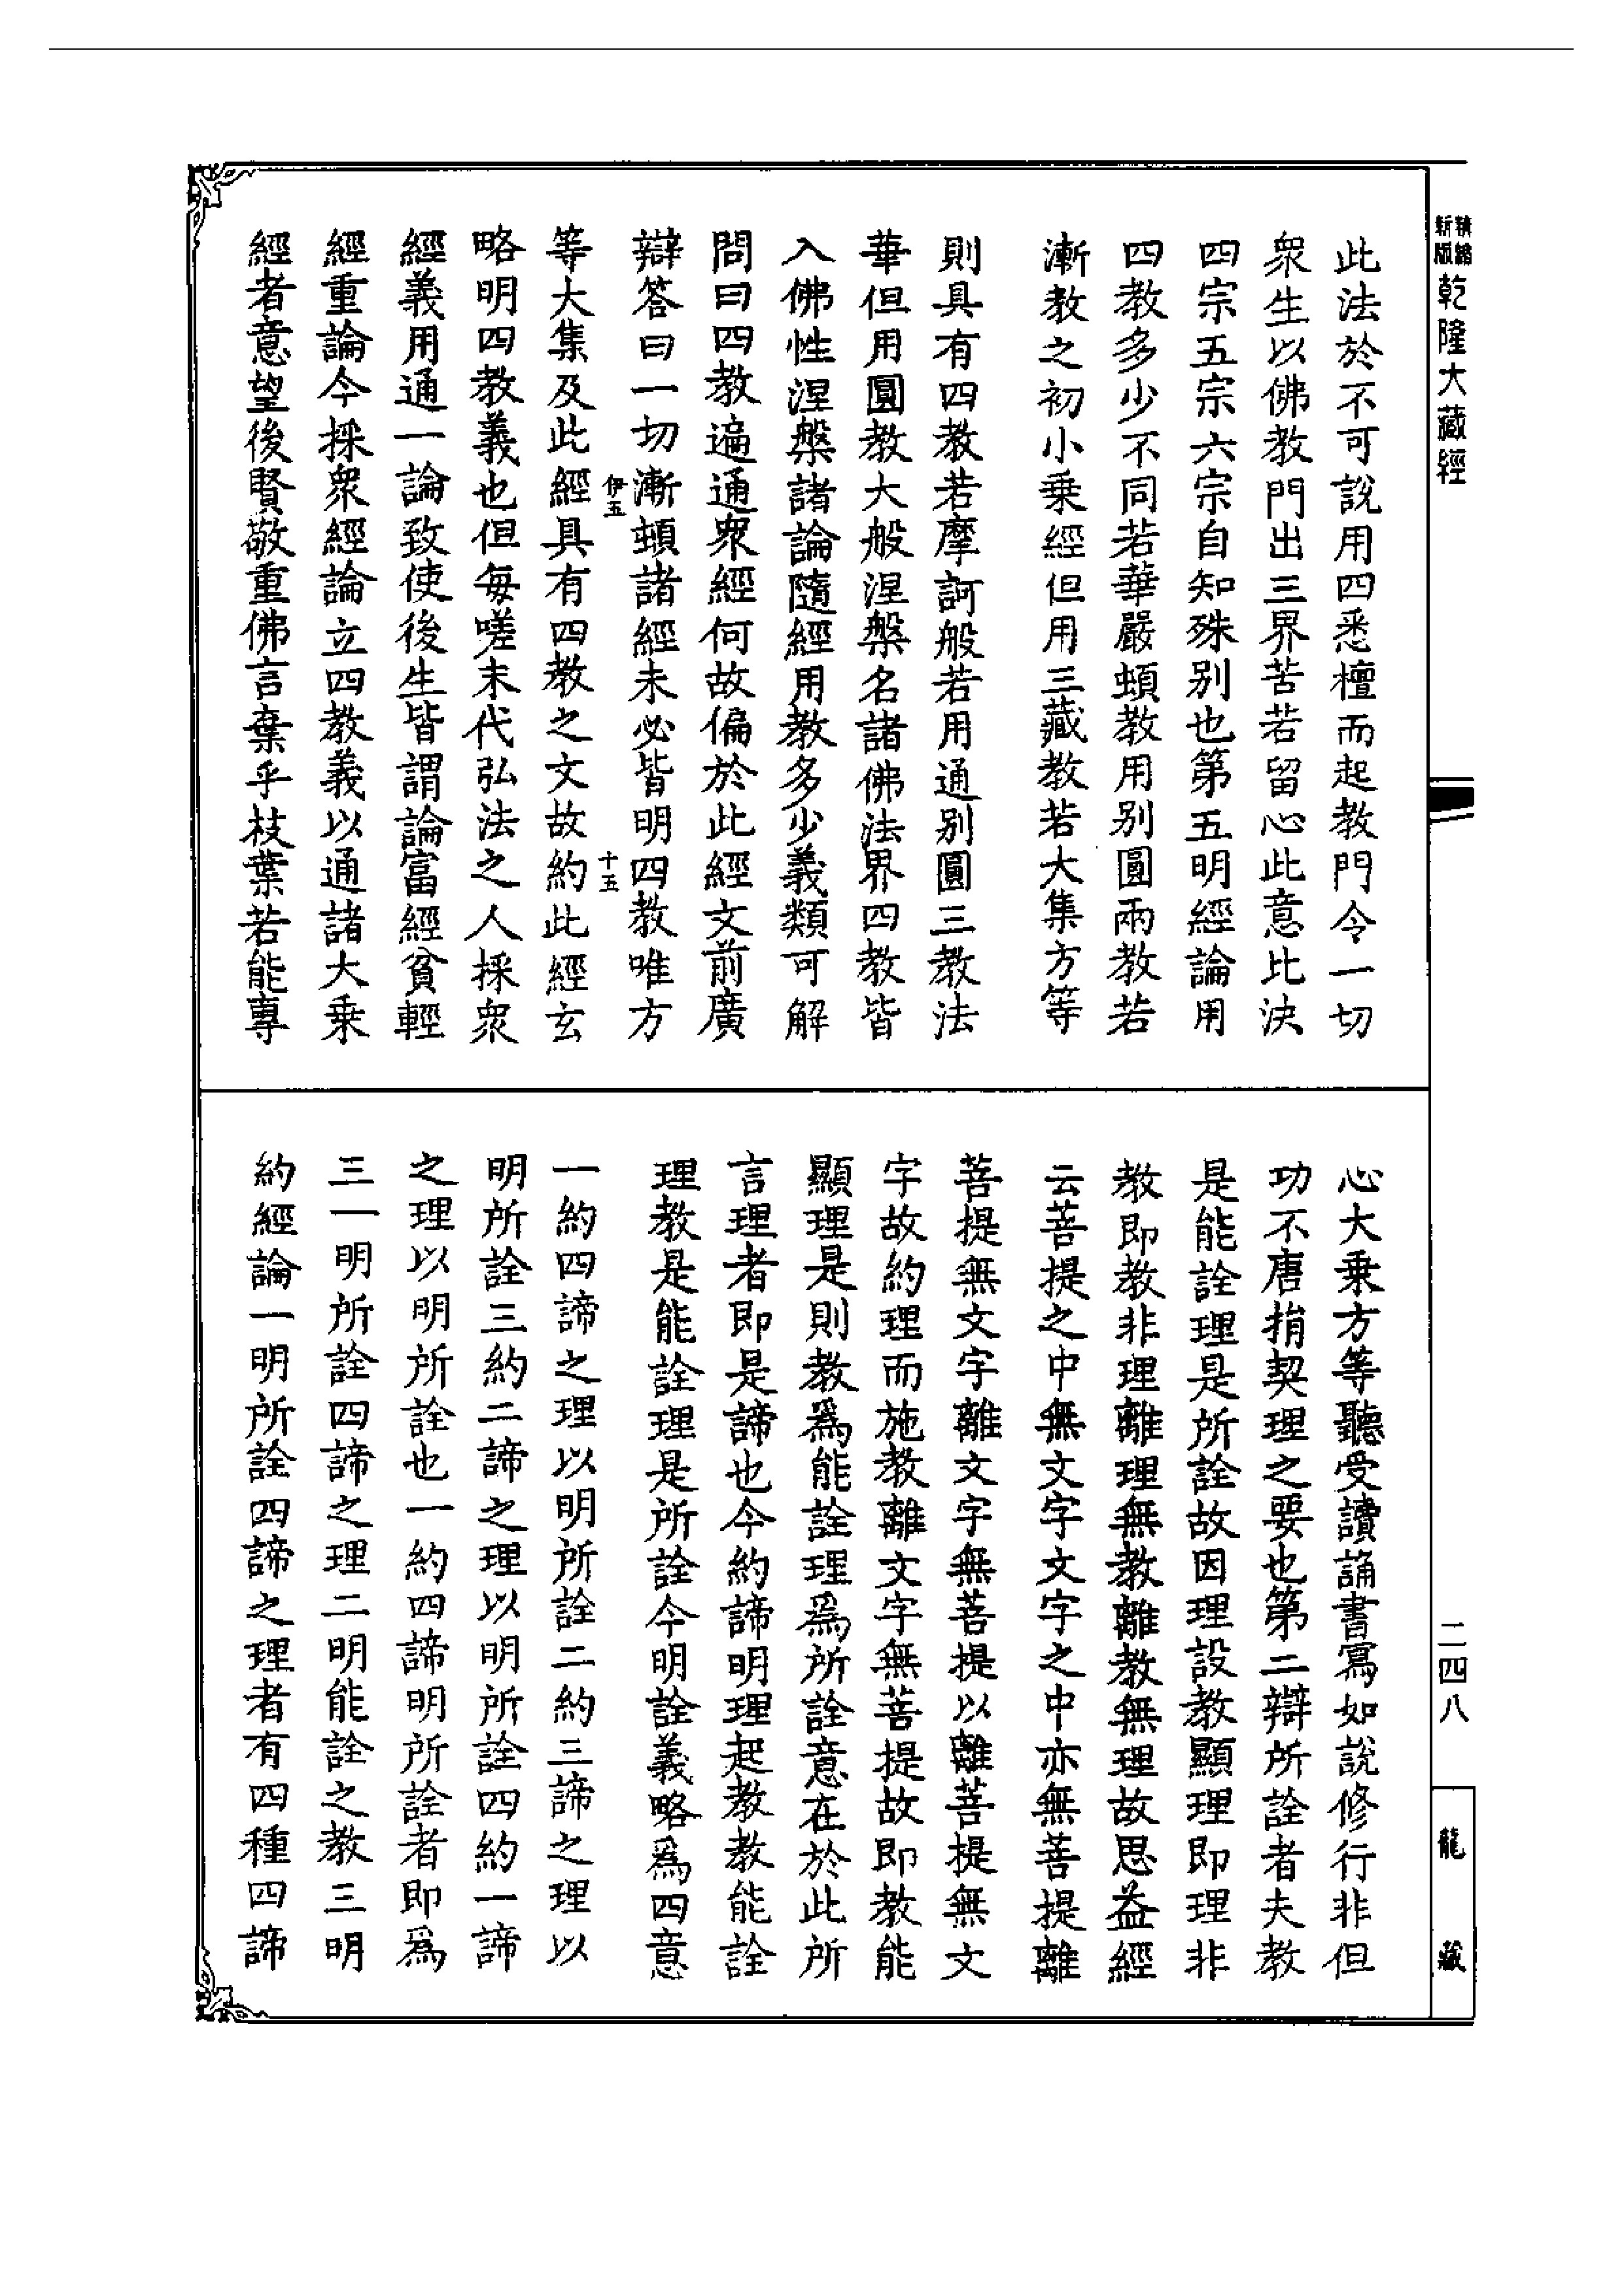 新編
縮版
乾隆大藏經
此法於不可說用四悉檀而起教門令一切
眾生以佛教門出三界苦若留心此意比決
四宗五宗六宗自知殊別也第五明經論用
四教多少不同若華嚴頓教用別圓兩教若
漸教之初小乘經但用三藏教若大集方等
則具有四教若摩訶般若用通別圓三教法
華但用圓教大般涅槃名諸佛法界四教皆
入佛性涅槃諸論隨經用教多少義類可解
問曰四教遍通眾經何故偏於此經文前廣
辯答曰一切漸頓諸經未必皆明四教唯方
伊五
十五
等大集及此經具有四教之文故約此經玄
略明四教義也但每嗟末代弘法之人採眾
經義用通一論致使後生皆謂論富經貧輕
經重論今採眾經論立四教義以通諸大乘
經者意望後賢敬重佛言棄乎枝葉若能專
心大乘方等聽受讀誦書寫如說修行非但
功不唐捐契理之要也第二辯所詮者夫教
是能詮理是所詮故因理設教顯理即理非
教即教非理離理無教離教無理故思益經
云菩提之中無文字文字之中亦無菩提離
菩提無文字離文字無菩提以離菩提無文
字故約理而施教離文字無菩提故即教能
顯理是則教爲能詮理爲所詮意在於此所
言理者即是諦也今約諦明理起教教能詮
理教是能詮理是所詮今明詮義略爲四意
一約四諦之理以明所詮二約三諦之理以
明所詮三約二諦之理以明所詮四約一諦
之理以明所詮也一約四諦明所詮者即爲
三一明所詮四諦之理二明能詮之教三明
約經論一明所詮四諦之理者有四種四諦
二四八
龍藏